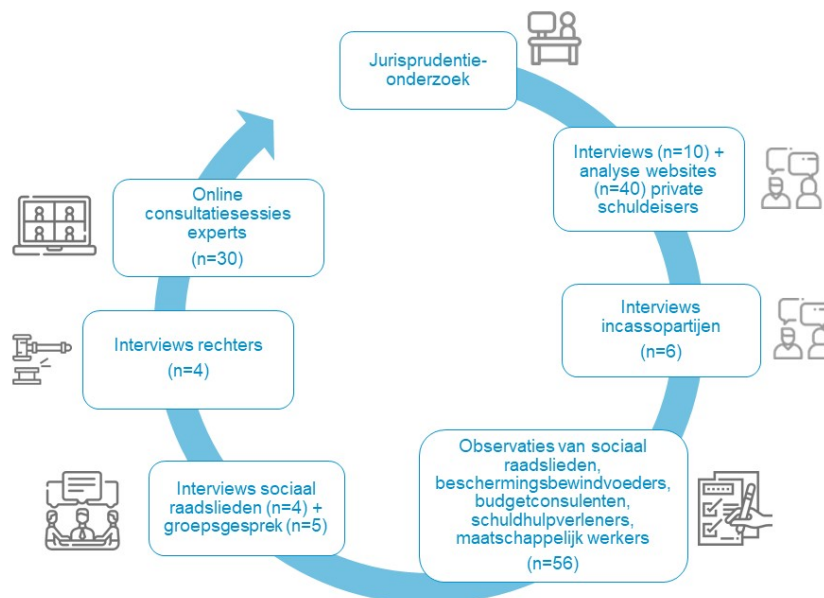 Jurisprudentie-
onderzoek
Interviews (n=10) +
analyse websites
(n=40) private
schuldeisers
Interviews
incassopartijen
(n=6)
Observaties van sociaal
raadslieden,
beschermingsbewindvoeders,
budgetconsulenten,
schuldhulpverleners,
maatschappelijk werkers
(n=56)
Interviews sociaal
raadslieden (n=4) +
groepsgesprek (n=5)
Interviews rechters
(n=4)
Online
consultatiesessies
experts
(n=30)